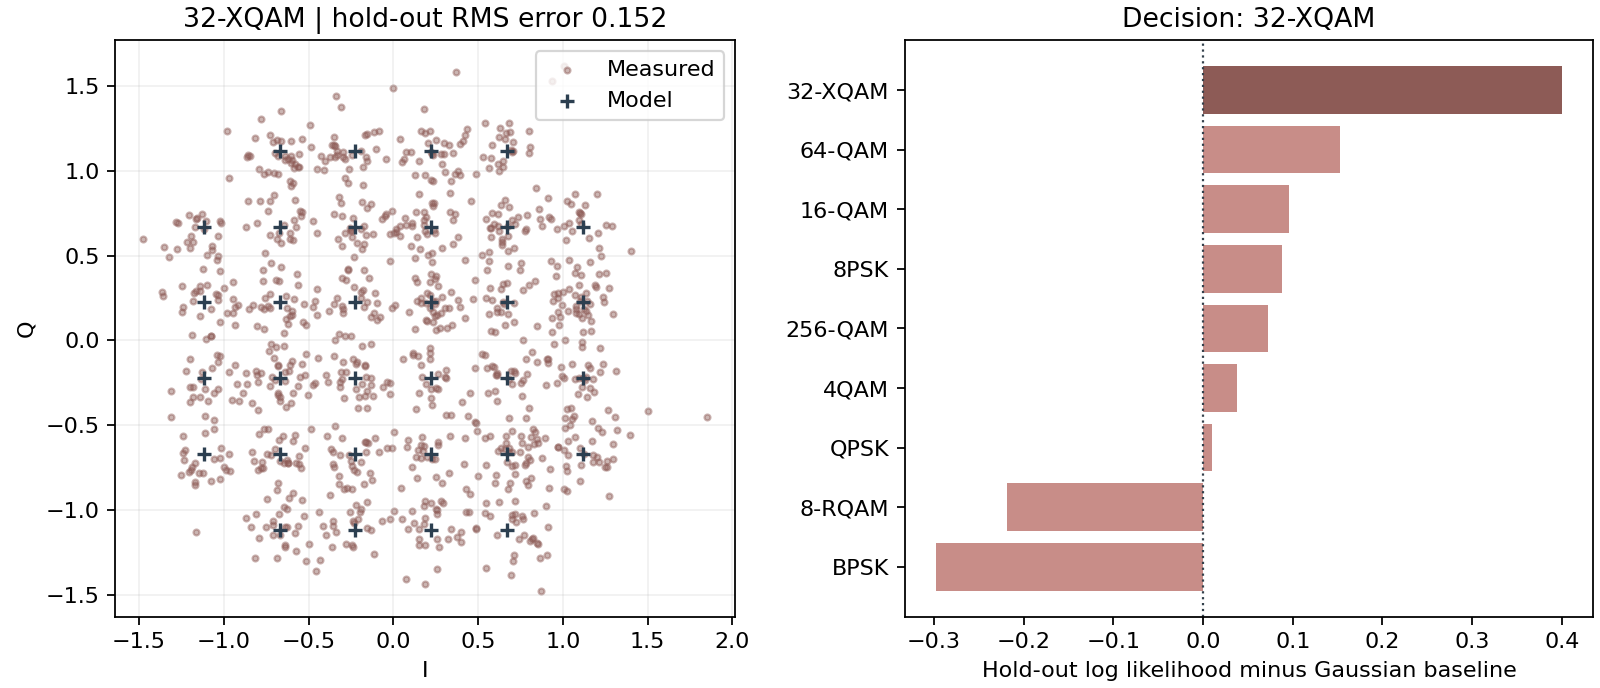 32-XQAM | hold-out RMS error 0.152
Measured
Model
1.5
1.0
0.5
0.0
−0.5
−1.0
−1.5
Q
−1.5
−1.0
−0.5
0.0
0.5
1.0
1.5
2.0
I
Decision: 32-XQAM
32-XQAM
64-QAM
16-QAM
8PSK
256-QAM
4QAM
QPSK
8-RQAM
BPSK
−0.3
−0.2
−0.1
0.0
0.1
0.2
0.3
0.4
Hold-out log likelihood minus Gaussian baseline